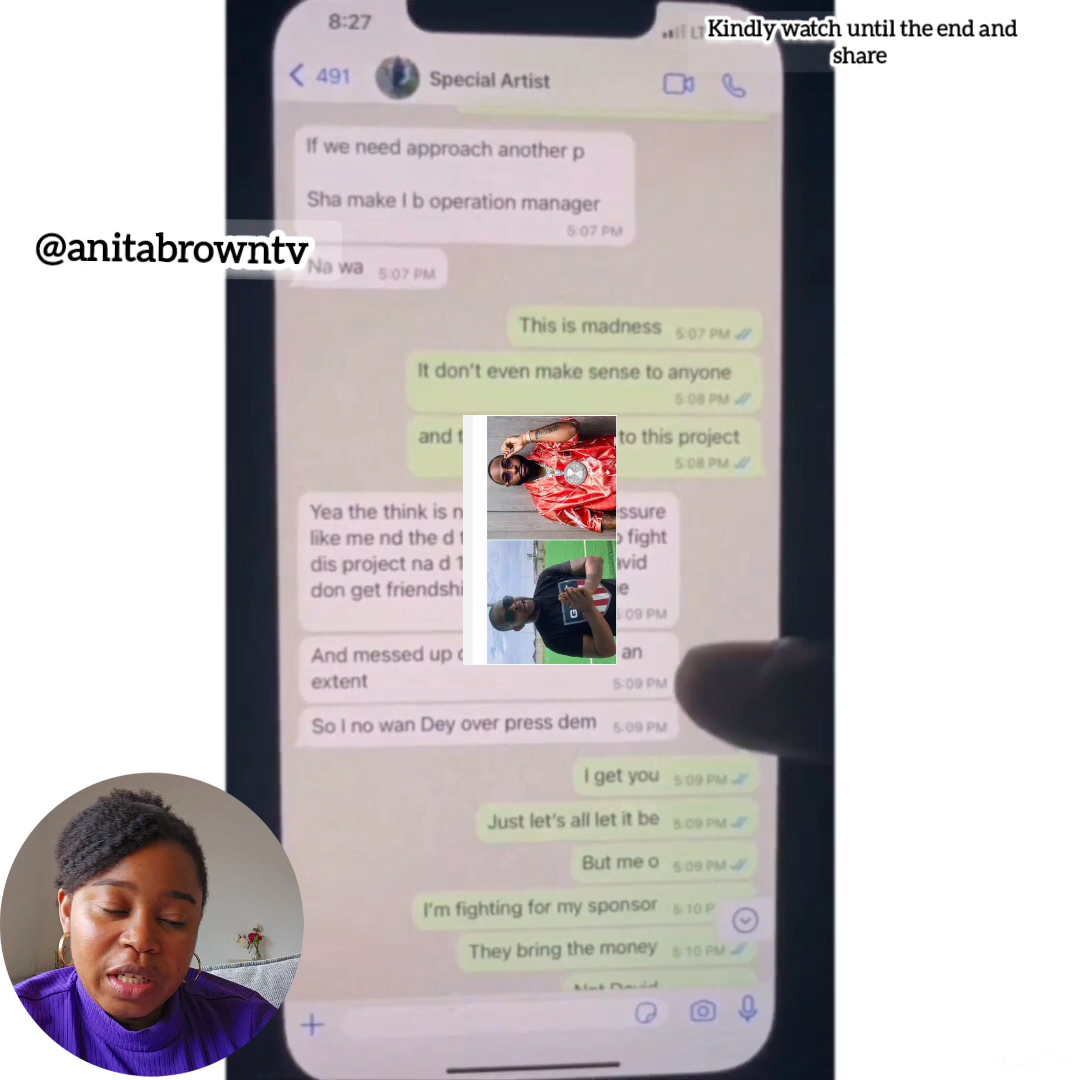 8:27
Kindly watch until the end and
share
491
Special Artist
If we need approach another p
Sha make I b operation manager
5:07 PM
@anitabrowntv
Na wa 5:07 PM
This is madness 5:07 PM
It don't even make sense to anyone
5:08 PM
and to this project
5:08 PM
Yea the think is
like me nd the d fight
dis project na d
don get
5:09 PM
And messed up an
extent 5:09 PM
So I no wan Dey over press dem 5:09 PM
I get you 5:09 PM
Just let's all let it be 5:09 PM
But me o 5:09 PM
I'm fighting for my sponsor 5:10 P
They bring the money 5:10 PM
Not David